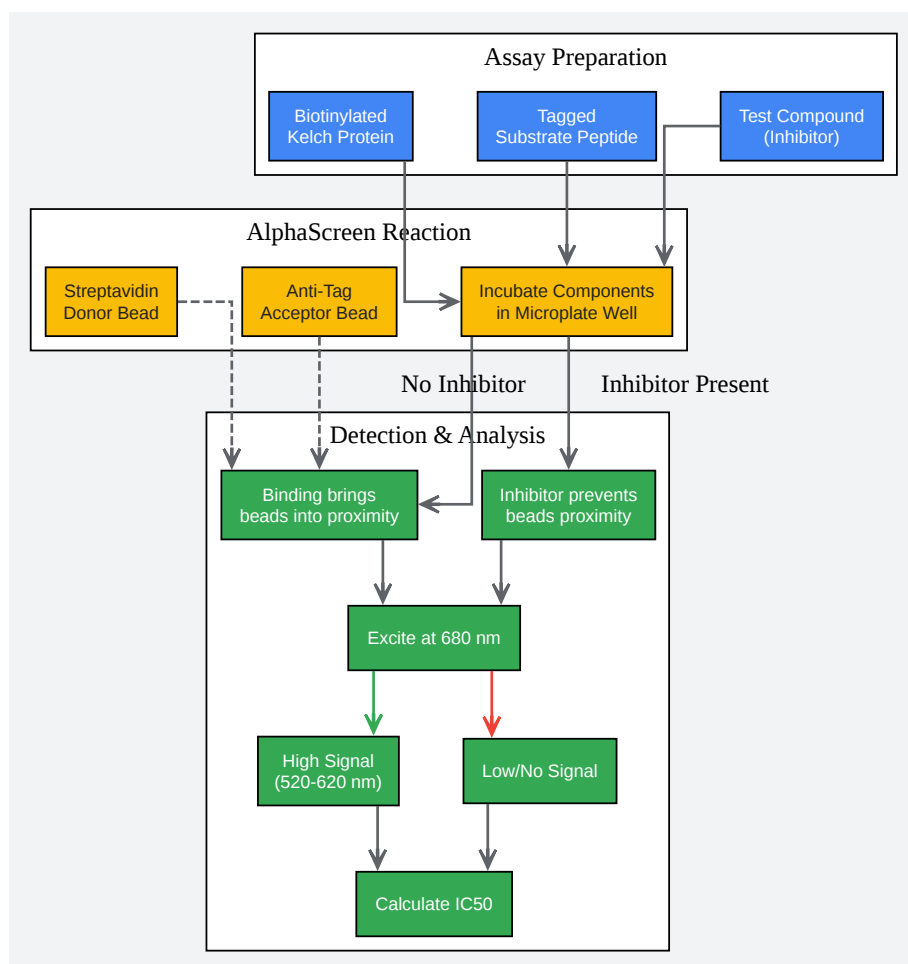 Assay Preparation
Biotinylated
Kelch Protein
Tagged
Substrate Peptide
Test Compound
(Inhibitor)
AlphaScreen Reaction
Streptavidin
Donor Bead
Anti-Tag
Acceptor Bead
Incubate Components
in Microplate Well
No Inhibitor
Inhibitor Present
Detection & Analysis
Binding brings
beads into proximity
Inhibitor prevents
beads proximity
Excite at 680 nm
High Signal
(520-620 nm)
Low/No Signal
Calculate IC50